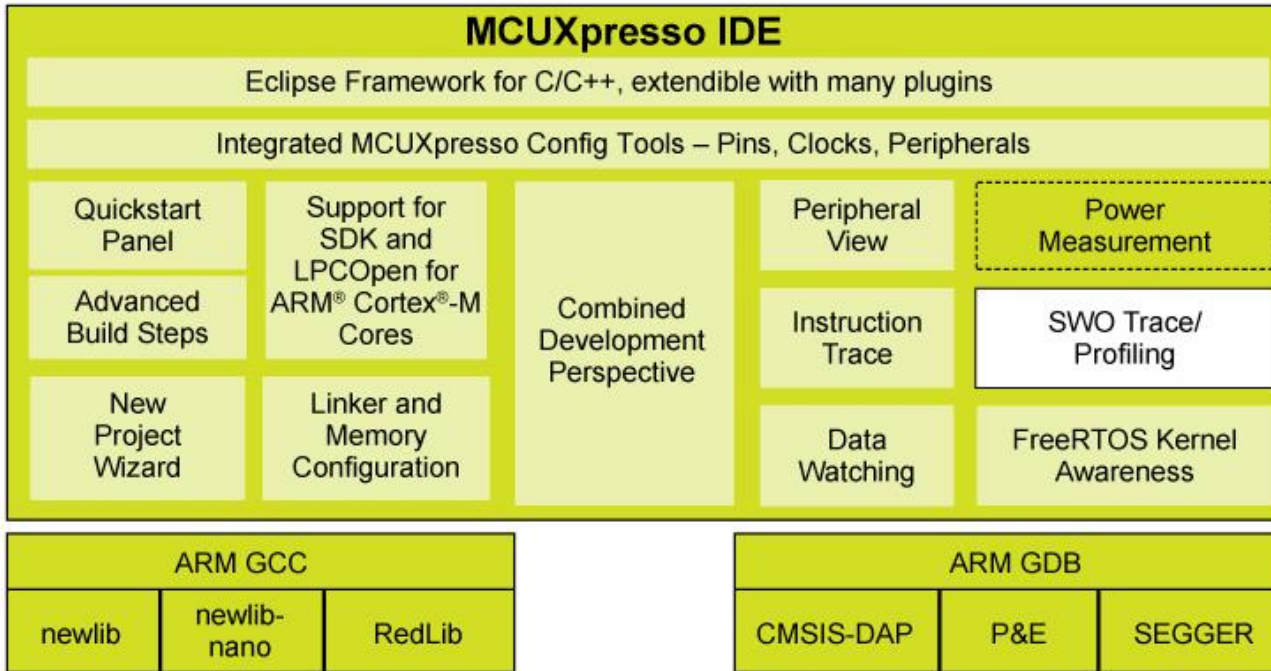 MCUXpresso IDE
Eclipse Framework for C/C++, extendible with many plugins
Integrated MCUXpresso Config Tools – Pins, Clocks, Peripherals
Quickstart
Panel
Advanced
Build Steps
New
Project
Wizard
Support for
SDK and
LPCOpen for
ARM® Cortex®-M
Cores
Linker and
Memory
Configuration
Combined
Development
Perspective
Peripheral
View
Instruction
Trace
Data
Watching
Power
Measurement
SWO Trace/
Profiling
FreeRTOS Kernel
Awareness
ARM GCC
newlib
newlib-
nano
RedLib
ARM GDB
CMSIS-DAP
P&E
SEGGER